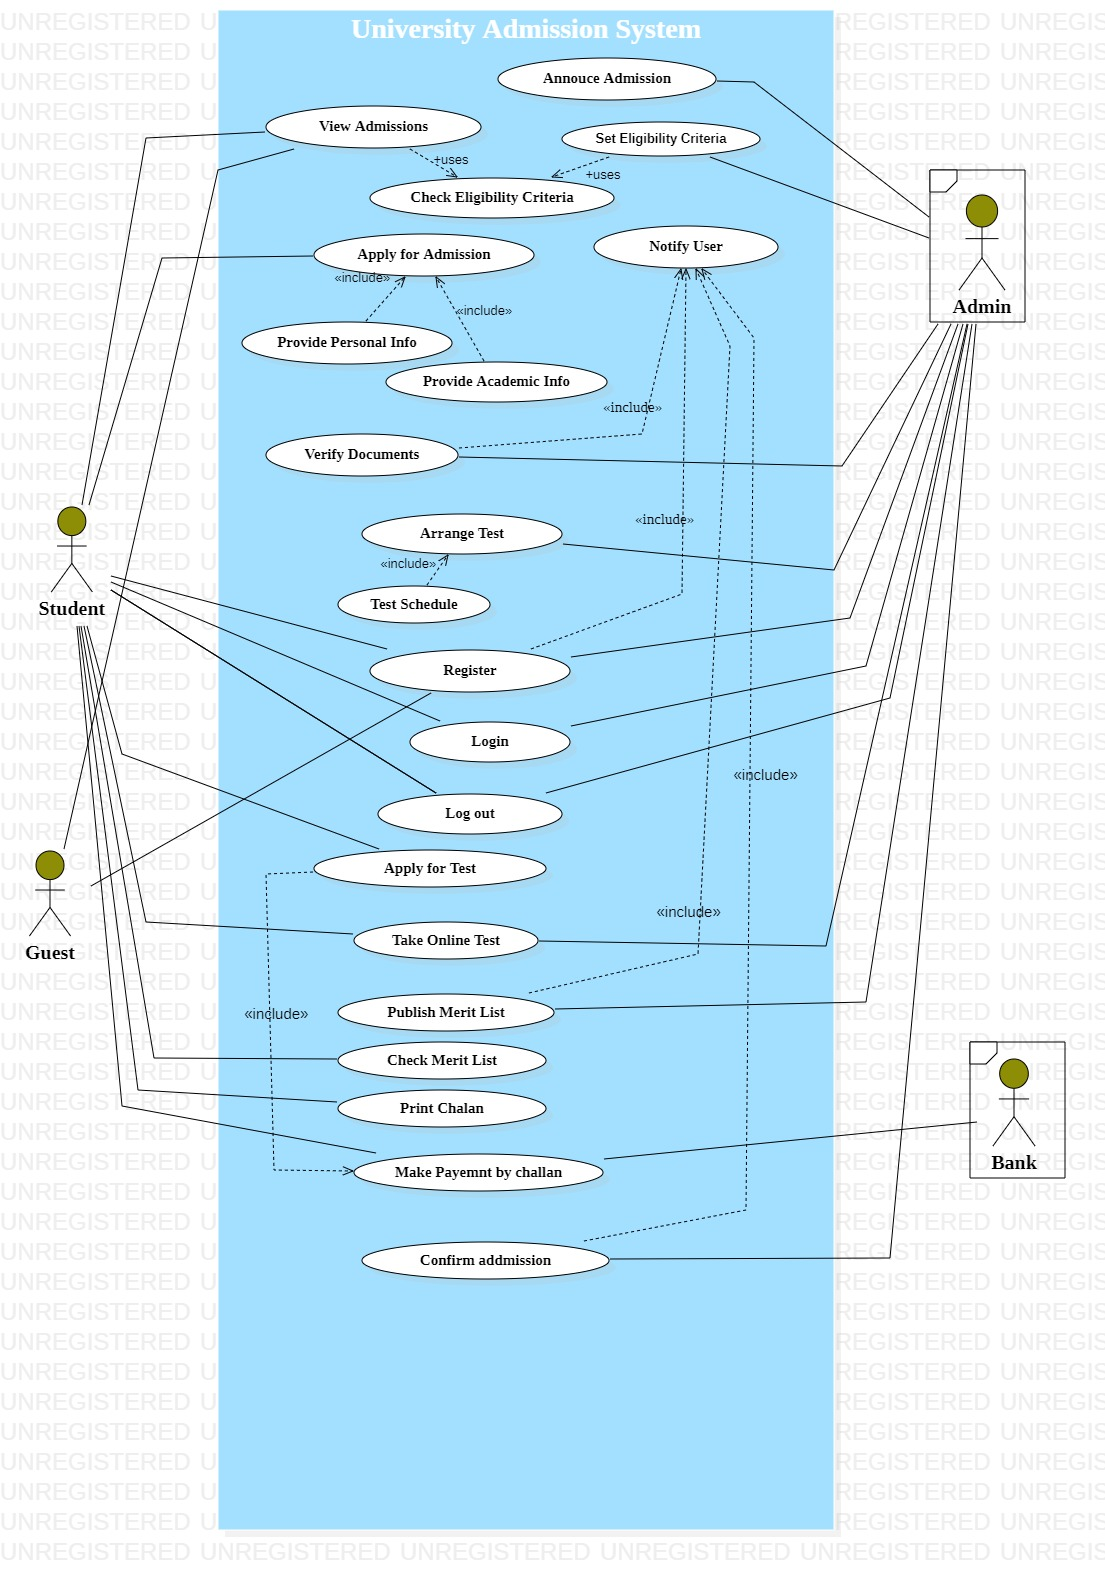 University Admission System
Annouce Admission
View Admissions
Set Eligibility Criteria
+uses
+uses
Check Eligibility Criteria
Notify User
Apply for Admission
«include»
«include»
Admin
Provide Personal Info
Provide Academic Info
«include»
Verify Documents
«include»
Arrange Test
«include»
Test Schedule
Student
Register
Login
«include»
Log out
Apply for Test
«include»
Take Online Test
Guest
Publish Merit List
«include»
Check Merit List
Print Chalan
Bank
Make Payemnt by challan
Confirm addmission
UNREGISTERED UNREGISTERED UNREGISTERED UNREGISTERED UNREGISTERED UNREGIS